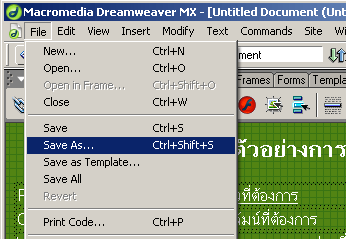 Macromedia Dreamweaver MX - [Untitled Document (Unt
File Edit View Insert Modify Text Commands Site Win
New... Ctrl+N
Open... Ctrl+O
Open in Frame... Ctrl+Shift+O
Close Ctrl+W
Save Ctrl+S
Save As... Ctrl+Shift+S
Save as Template...
Save All
Revert
Print Code... Ctrl+P
ment
Frames Forms Templa
ตัวอย่างการ
ที่ต้องการ
มน์ที่ต้องการ